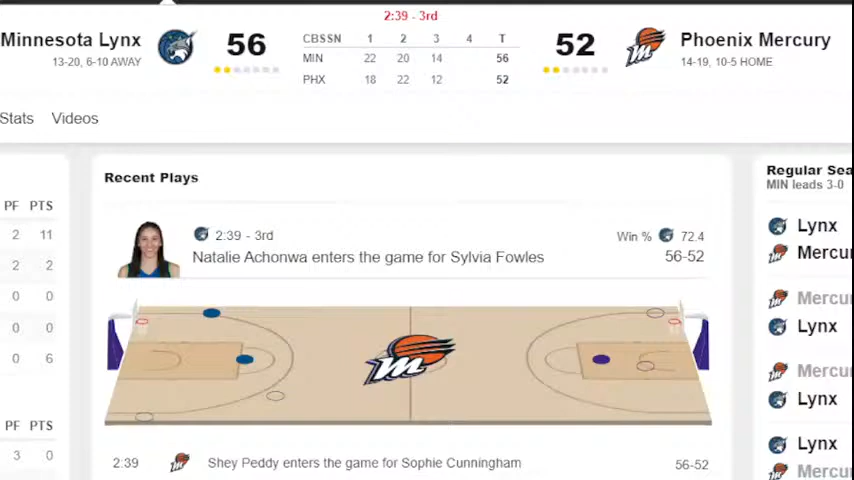 2:39 - 3rd
Minnesota Lynx
13-20, 6-10 AWAY
56
CBSSN 1 2 3 4 T
MIN 22 20 14 56
PHX 18 22 12 52
52
Phoenix Mercury
14-19, 10-5 HOME
Stats Videos
PF PTS
2 11
2 2
0 0
0 0
0 6
PF PTS
3 0
Recent Plays
2:39 - 3rd
Natalie Achonwa enters the game for Sylvia Fowles
Win % 72.4
56-52
2:39 Shey Peddy enters the game for Sophie Cunningham 56-52
Regular Sea
MIN leads 3-0
Lynx
Mercu
Mercu
Lynx
Mercu
Lynx
Lynx
Mercu